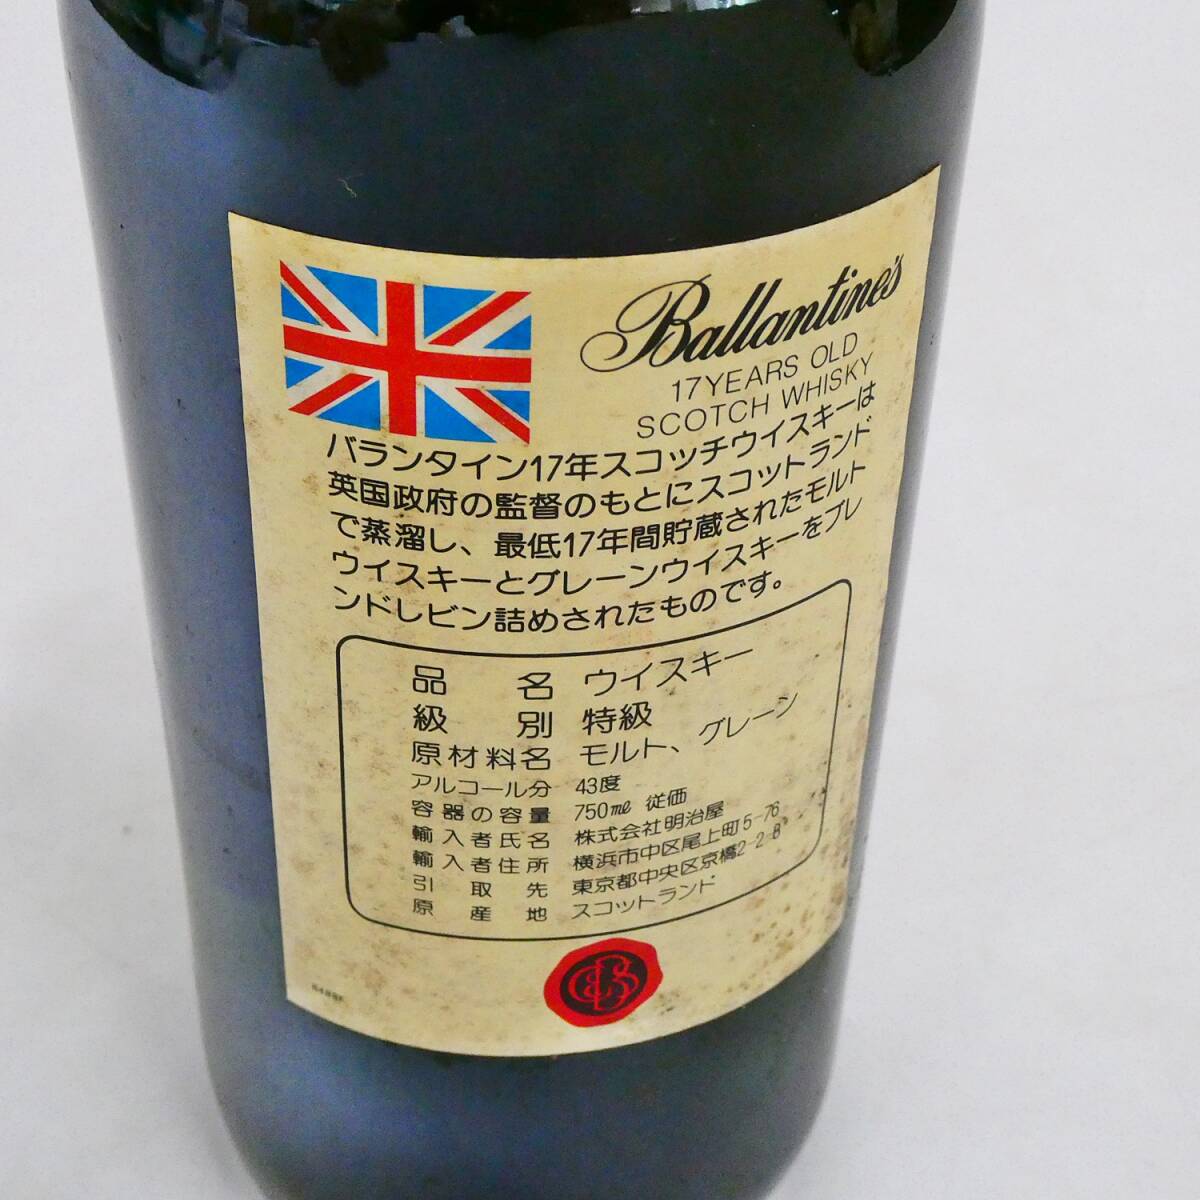 Ballantine's
17 YEARS OLD
SCOTCH WHISKY
バランタイン17年スコッチウイスキーは
英国政府の監督のもとにスコットランド
で蒸溜し、最低17年間貯蔵されたモルト
ウイスキーとグレーンウイスキーをブレ
ンドしビン詰めされたものです。
品名 ウイスキー
級別 特級
原材料名 モルト、グレーン
アルコール分 43度
容器の容量 750ml 従価
輸入者氏名 株式会社明治屋
輸入者住所 横浜市中区尾上町5-76
引取先 東京都中央区京橋2-2-8
原産地 スコットランド